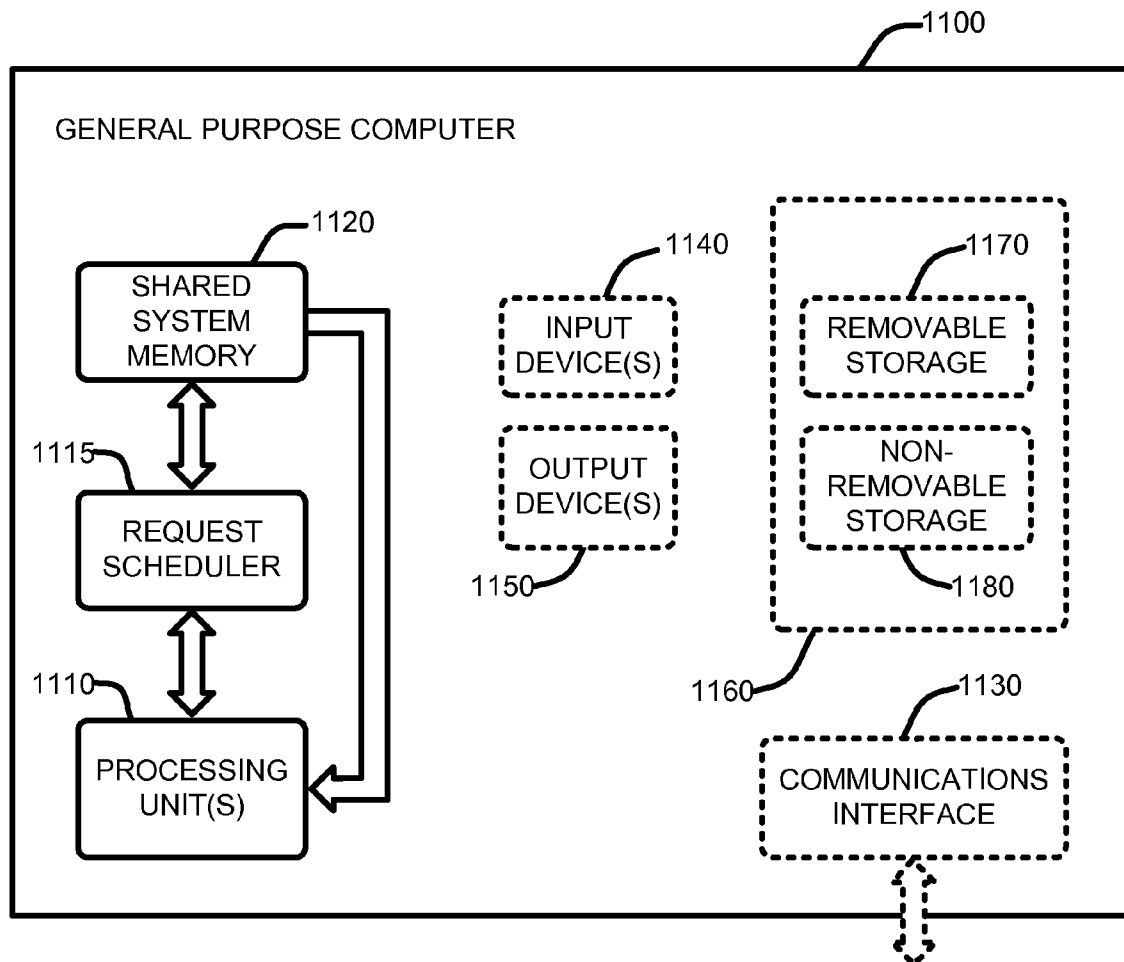 1100
GENERAL PURPOSE COMPUTER
1120
SHARED
SYSTEM
MEMORY
1115
REQUEST
SCHEDULER
1110
PROCESSING
UNIT(S)
1140
INPUT
DEVICE(S)
OUTPUT
DEVICE(S)
1150
1170
REMOVABLE
STORAGE
NON-
REMOVABLE
STORAGE
1180
1160
1130
COMMUNICATIONS
INTERFACE